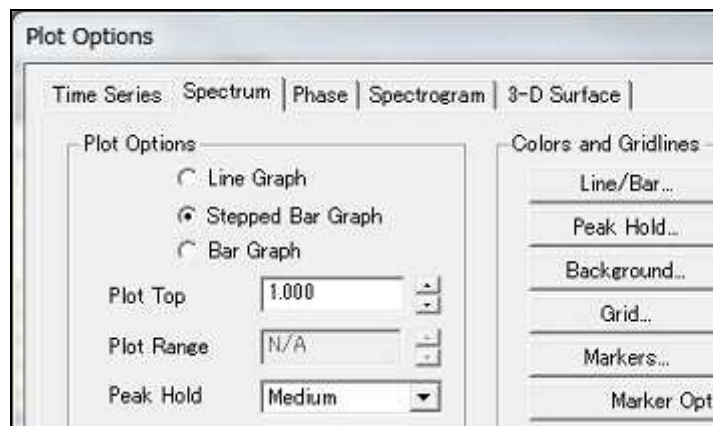 Plot Options
Time Series Spectrum Phase Spectrogram 3-D Surface
Plot Options
Line Graph
Stepped Bar Graph
Bar Graph
Plot Top 1.000
Plot Range N/A
Peak Hold Medium
Colors and Gridlines
Line/Bar...
Peak Hold...
Background...
Grid...
Markers...
Marker Opt